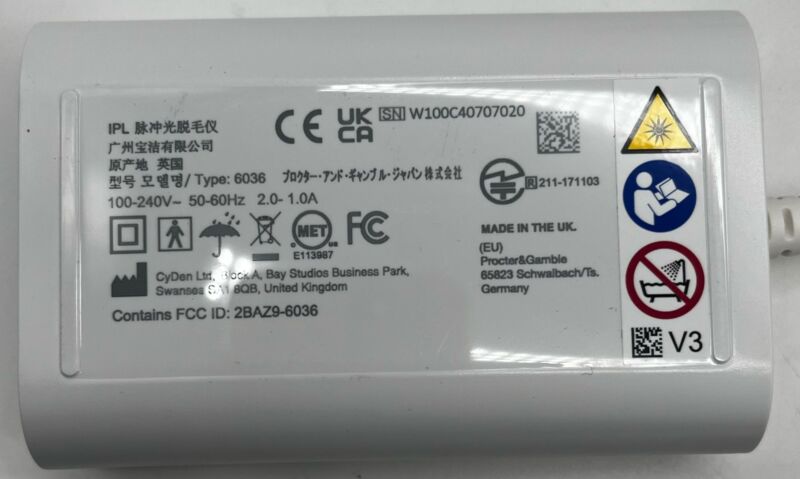 IPL 脉冲光脱毛仪
广州宝洁有限公司
原产地 英国
型号 모델명/ Type: 6036
100-240V~ 50-60Hz 2.0- 1.0A
CE UK CA
SN W100C40707020
プロクター・アンド・ギャンブル・ジャパン株式会社
R 211-171103
MET
E113987
FC
CyDen Ltd, Block A, Bay Studios Business Park,
Swansea SA1 8QB, United Kingdom
Contains FCC ID: 2BAZ9-6036
MADE IN THE UK.
(EU)
Procter&Gamble
65823 Schwalbach/Ts.
Germany
V3